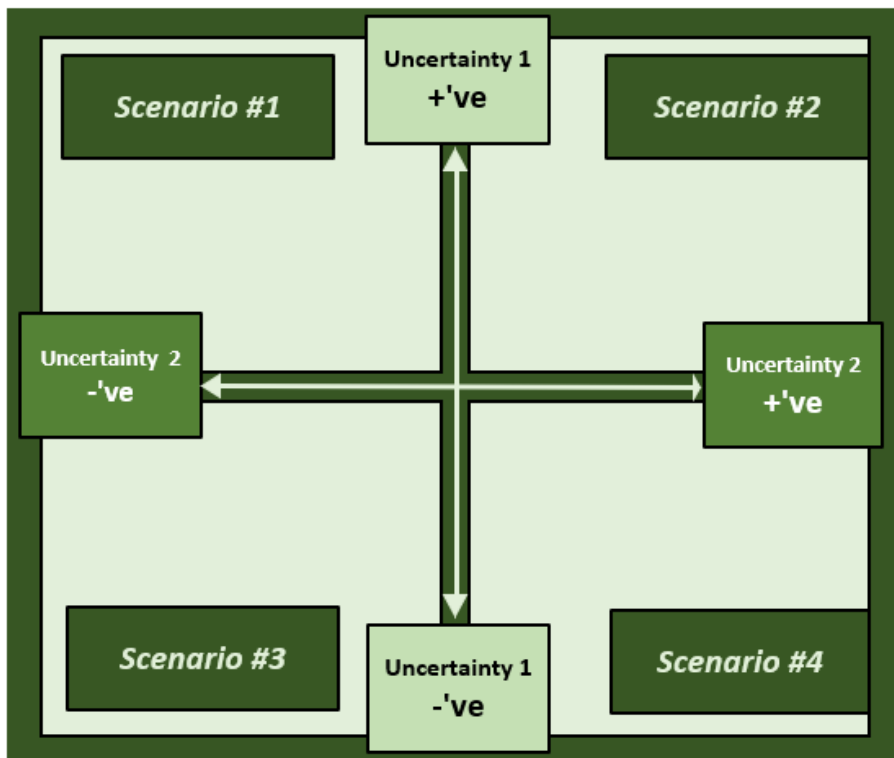 Uncertainty 1
+'ve
Scenario #1
Scenario #2
Uncertainty 2
-'ve
Uncertainty 2
+'ve
Scenario #3
Scenario #4
Uncertainty 1
-'ve